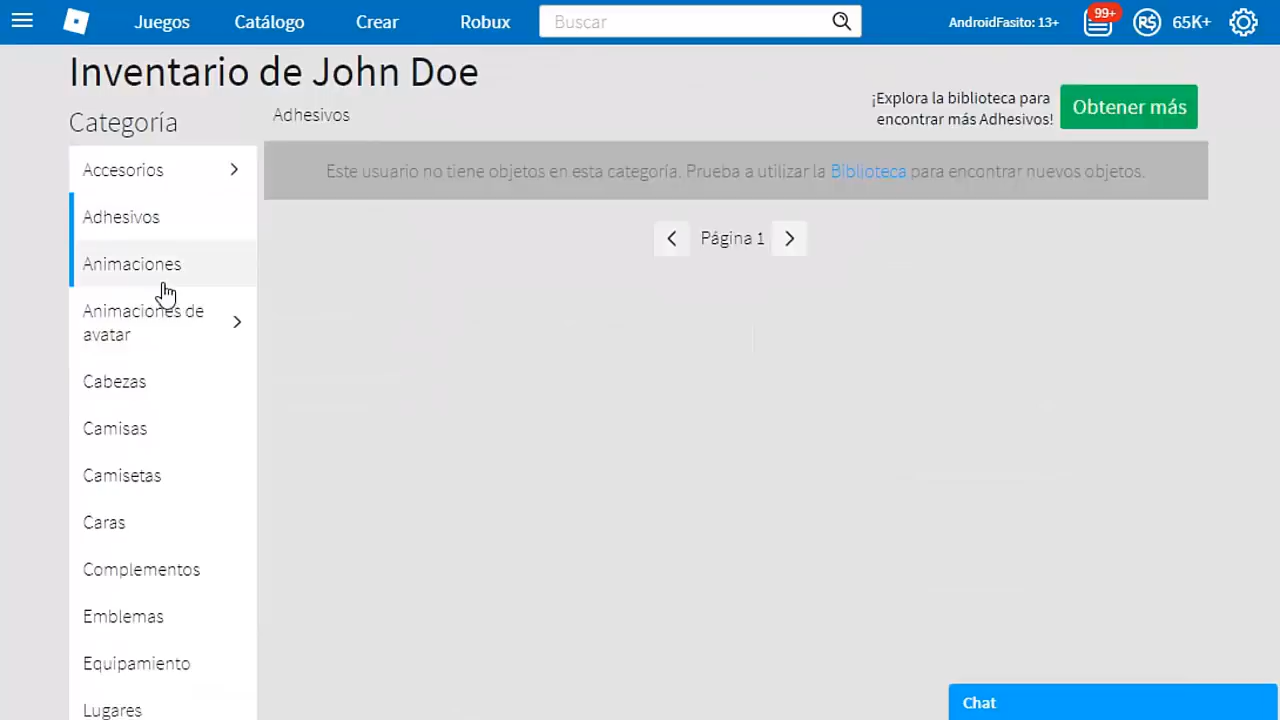 Juegos Catálogo Crear Robux Buscar AndroidFasito: 13+ 99+ R$ 65K+
Inventario de John Doe
Categoría
Adhesivos
¡Explora la biblioteca para
encontrar más Adhesivos!
Obtener más
Accesorios
Adhesivos
Animaciones
Animaciones de
avatar
Cabezas
Camisas
Camisetas
Caras
Complementos
Emblemas
Equipamiento
Lugares
Este usuario no tiene objetos en esta categoría. Prueba a utilizar la Biblioteca para encontrar nuevos objetos.
Página 1
Chat